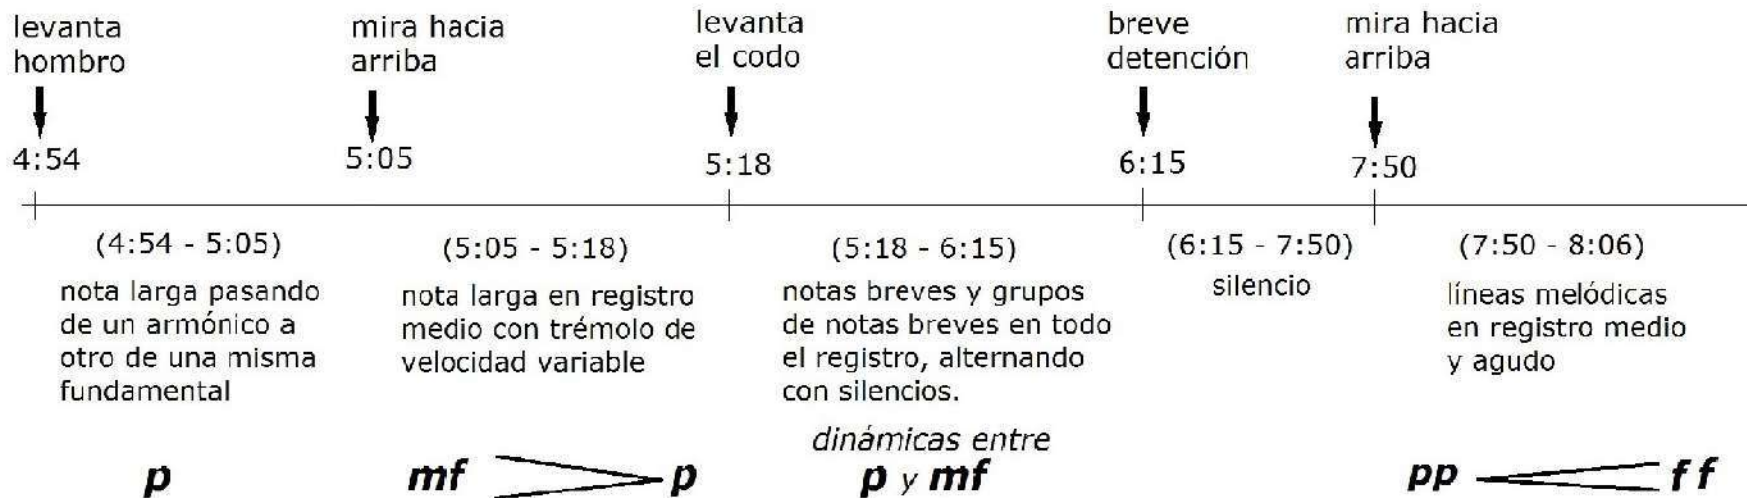 levanta
hombro
mira hacia
arriba
levanta
el codo
breve
detención
mira hacia
arriba
4:54
5:05
5:18
6:15
7:50
(4:54 - 5:05)
nota larga pasando
de un armónico a
otro de una misma
fundamental
(5:05 - 5:18)
nota larga en registro
medio con trémolo de
velocidad variable
(5:18 - 6:15)
notas breves y grupos
de notas breves en todo
el registro, alternando
con silencios.
(6:15 - 7:50)
silencio
(7:50 - 8:06)
líneas melódicas
en registro medio
y agudo
p
mf p
dinámicas entre
p y mf
pp ff